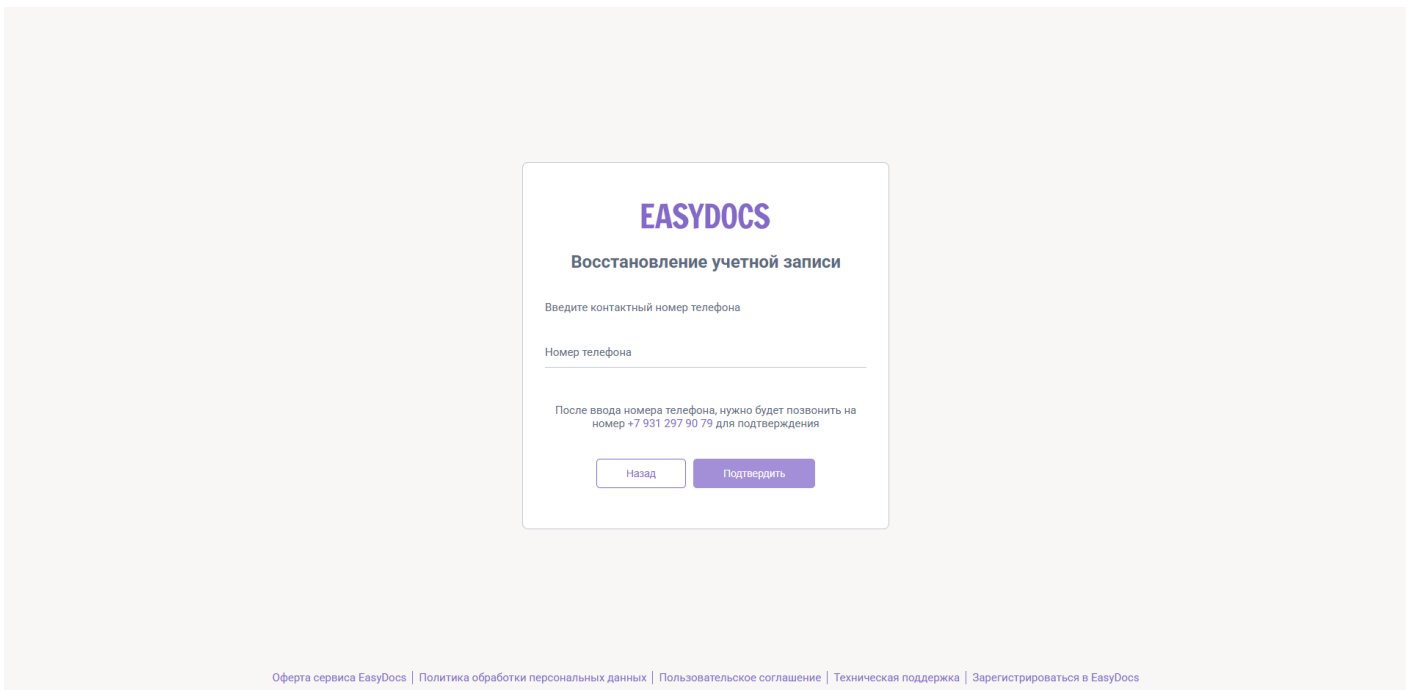 EASYDOCS
Восстановление учетной записи
Введите контактный номер телефона
Номер телефона
После ввода номера телефона, нужно будет позвонить на
номер +7 931 297 90 79 для подтверждения
Назад Подтвердить
Оферта сервиса EasyDocs | Политика обработки персональных данных | Пользовательское соглашение | Техническая поддержка | Зарегистрироваться в EasyDocs